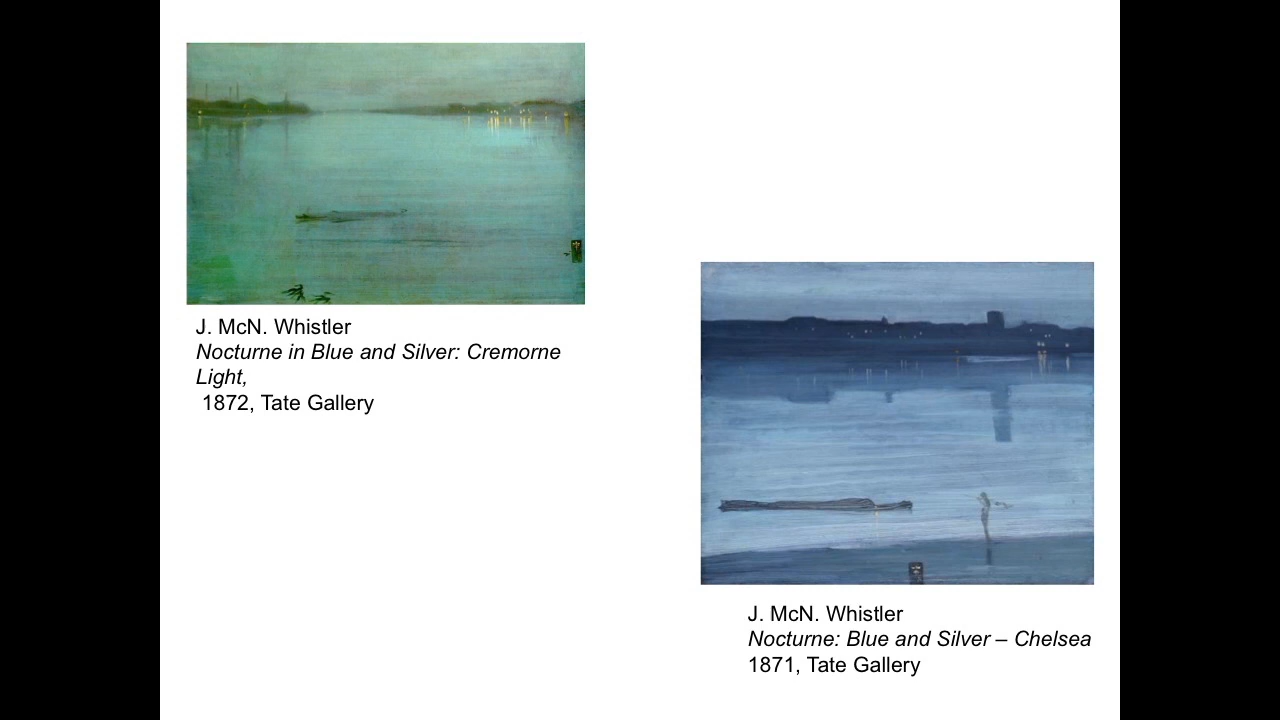 J. McN. Whistler
Nocturne in Blue and Silver: Cremorne
Light,
1872, Tate Gallery
J. McN. Whistler
Nocturne: Blue and Silver – Chelsea
1871, Tate Gallery